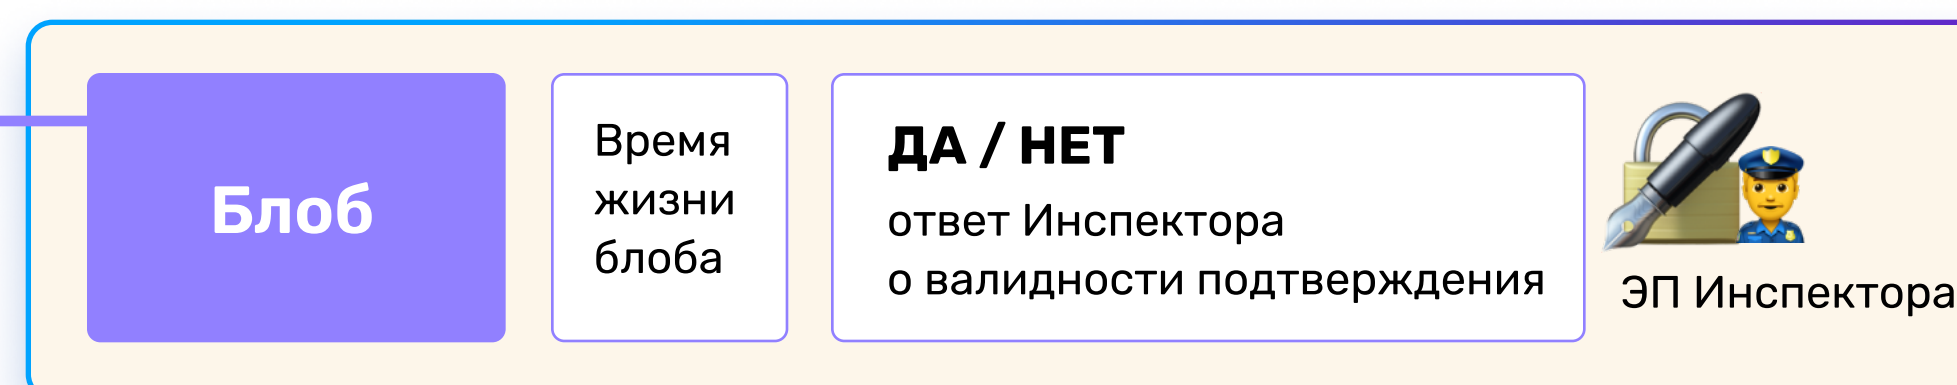 Блоб
Время
жизни
блоба
ДА / НЕТ
ответ Инспектора
о валидности подтверждения
ЭП Инспектора